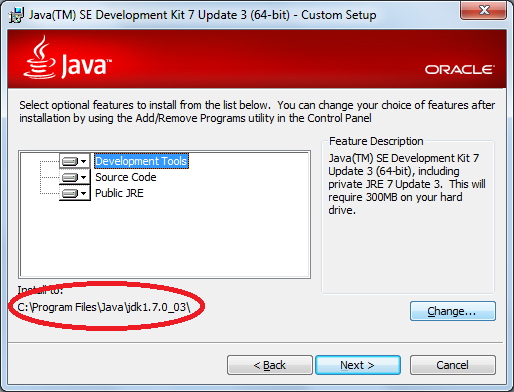 Java(TM) SE Development Kit 7 Update 3 (64-bit) - Custom Setup
Java™
ORACLE
Select optional features to install from the list below. You can change your choice of features after
installation by using the Add/Remove Programs utility in the Control Panel
Development Tools
Source Code
Public JRE
Feature Description
Java(TM) SE Development Kit 7
Update 3 (64-bit), including
private JRE 7 Update 3. This will
require 300MB on your hard
drive.
Install to:
C:\Program Files\Java\jdk1.7.0_03\
Change...
< Back
Next >
Cancel